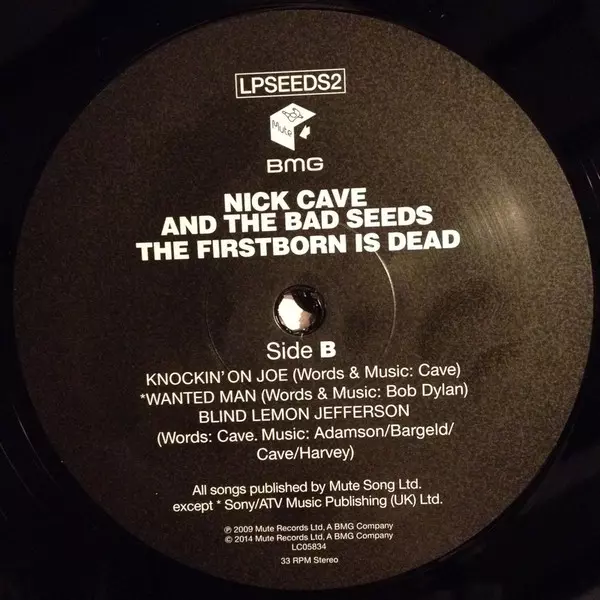 LPSEEDS2
Mute
BMG
NICK CAVE
AND THE BAD SEEDS
THE FIRSTBORN IS DEAD
Side B
KNOCKIN' ON JOE (Words & Music: Cave)
*WANTED MAN (Words & Music: Bob Dylan)
BLIND LEMON JEFFERSON
(Words: Cave. Music: Adamson/Bargeld/
Cave/Harvey)
All songs published by Mute Song Ltd.
except * Sony/ATV Music Publishing (UK) Ltd.
℗ 2009 Mute Records Ltd, A BMG Company
© 2014 Mute Records Ltd, A BMG Company
LC05834
33 RPM Stereo